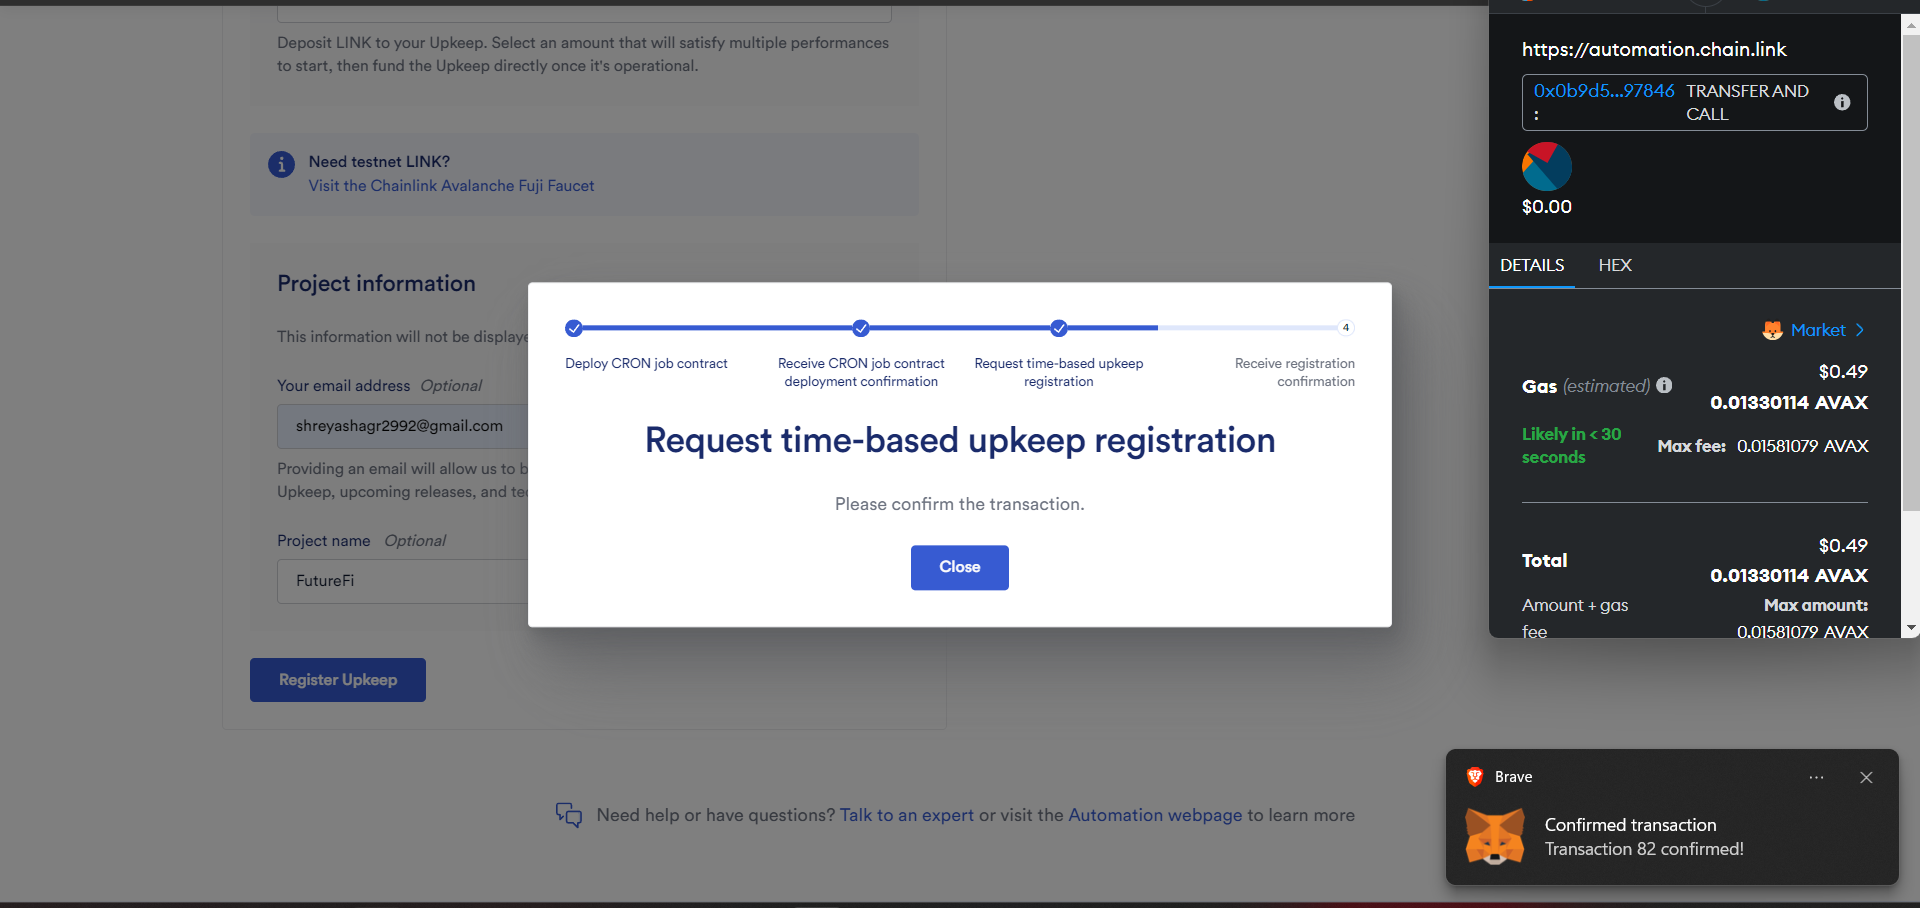 Deposit LINK to your Upkeep. Select an amount that will satisfy multiple performances
to start, then fund the Upkeep directly once it's operational.
Need testnet LINK?
Visit the Chainlink Avalanche Fuji Faucet
Project information
This information will not be displaye
Your email address Optional
shreyashagr2992@gmail.com
Providing an email will allow us to b
Upkeep, upcoming releases, and te
Project name Optional
FutureFi
Register Upkeep
Need help or have questions? Talk to an expert or visit the Automation webpage to learn more
4
Deploy CRON job contract
Receive CRON job contract
deployment confirmation
Request time-based upkeep
registration
Receive registration
confirmation
Request time-based upkeep registration
Please confirm the transaction.
Close
https://automation.chain.link
0x0b9d5...97846 TRANSFER AND
: CALL
$0.00
DETAILS HEX
Market
$0.49
Gas (estimated)
0.01330114 AVAX
Likely in < 30
seconds
Max fee: 0.01581079 AVAX
$0.49
Total
0.01330114 AVAX
Amount + gas
fee
Max amount:
0.01581079 AVAX
Brave
Confirmed transaction
Transaction 82 confirmed!